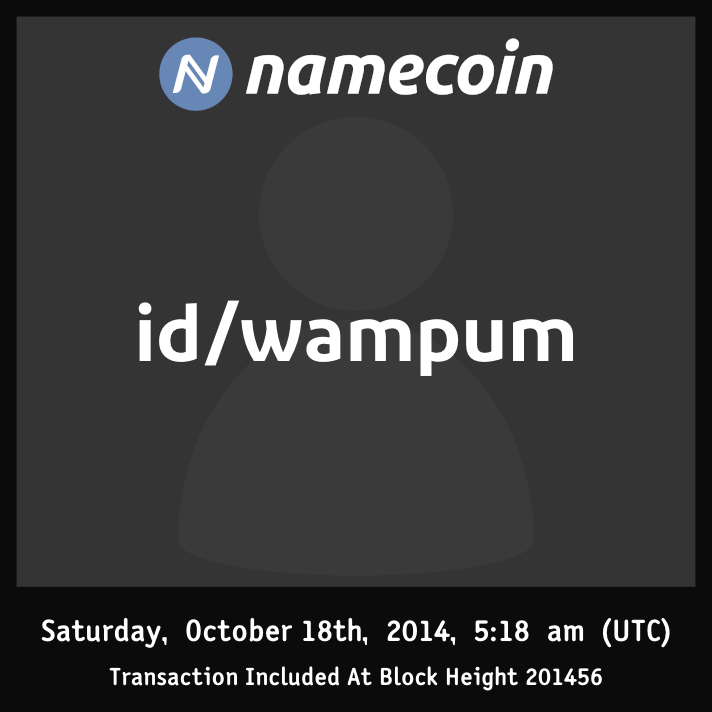 namecoin
id/wampum
Saturday, October 18th, 2014, 5:18 am (UTC)
Transaction Included At Block Height 201456